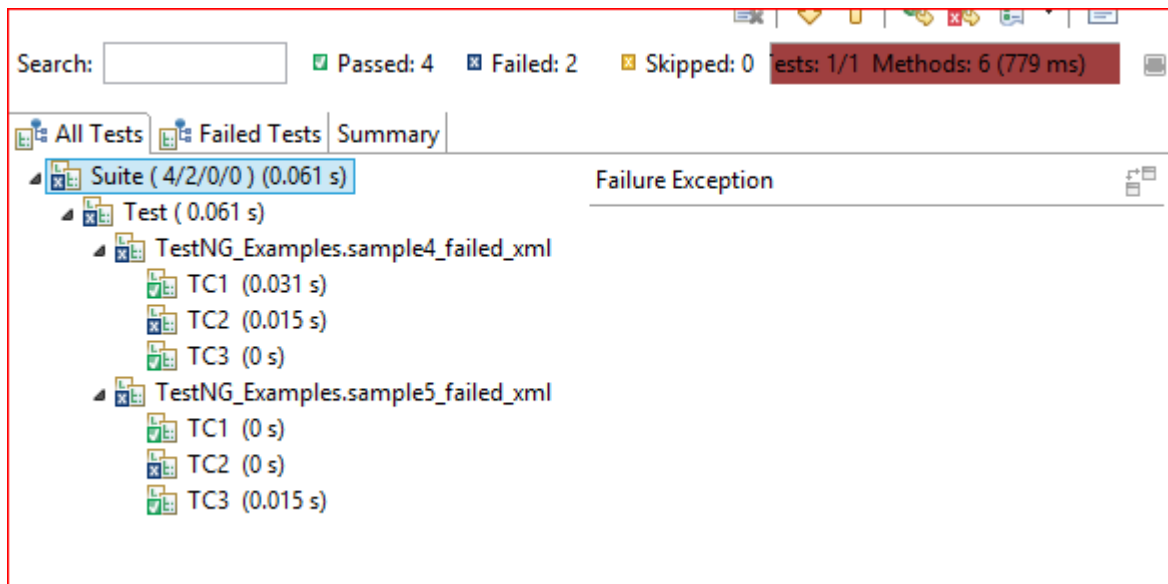 Search: Passed: 4 Failed: 2 Skipped: 0 ests: 1/1 Methods: 6 (779 ms)
All Tests Failed Tests Summary
Suite ( 4/2/0/0 ) (0.061 s)
Failure Exception
Test ( 0.061 s)
TestNG_Examples.sample4_failed_xml
TC1 (0.031 s)
TC2 (0.015 s)
TC3 (0 s)
TestNG_Examples.sample5_failed_xml
TC1 (0 s)
TC2 (0 s)
TC3 (0.015 s)